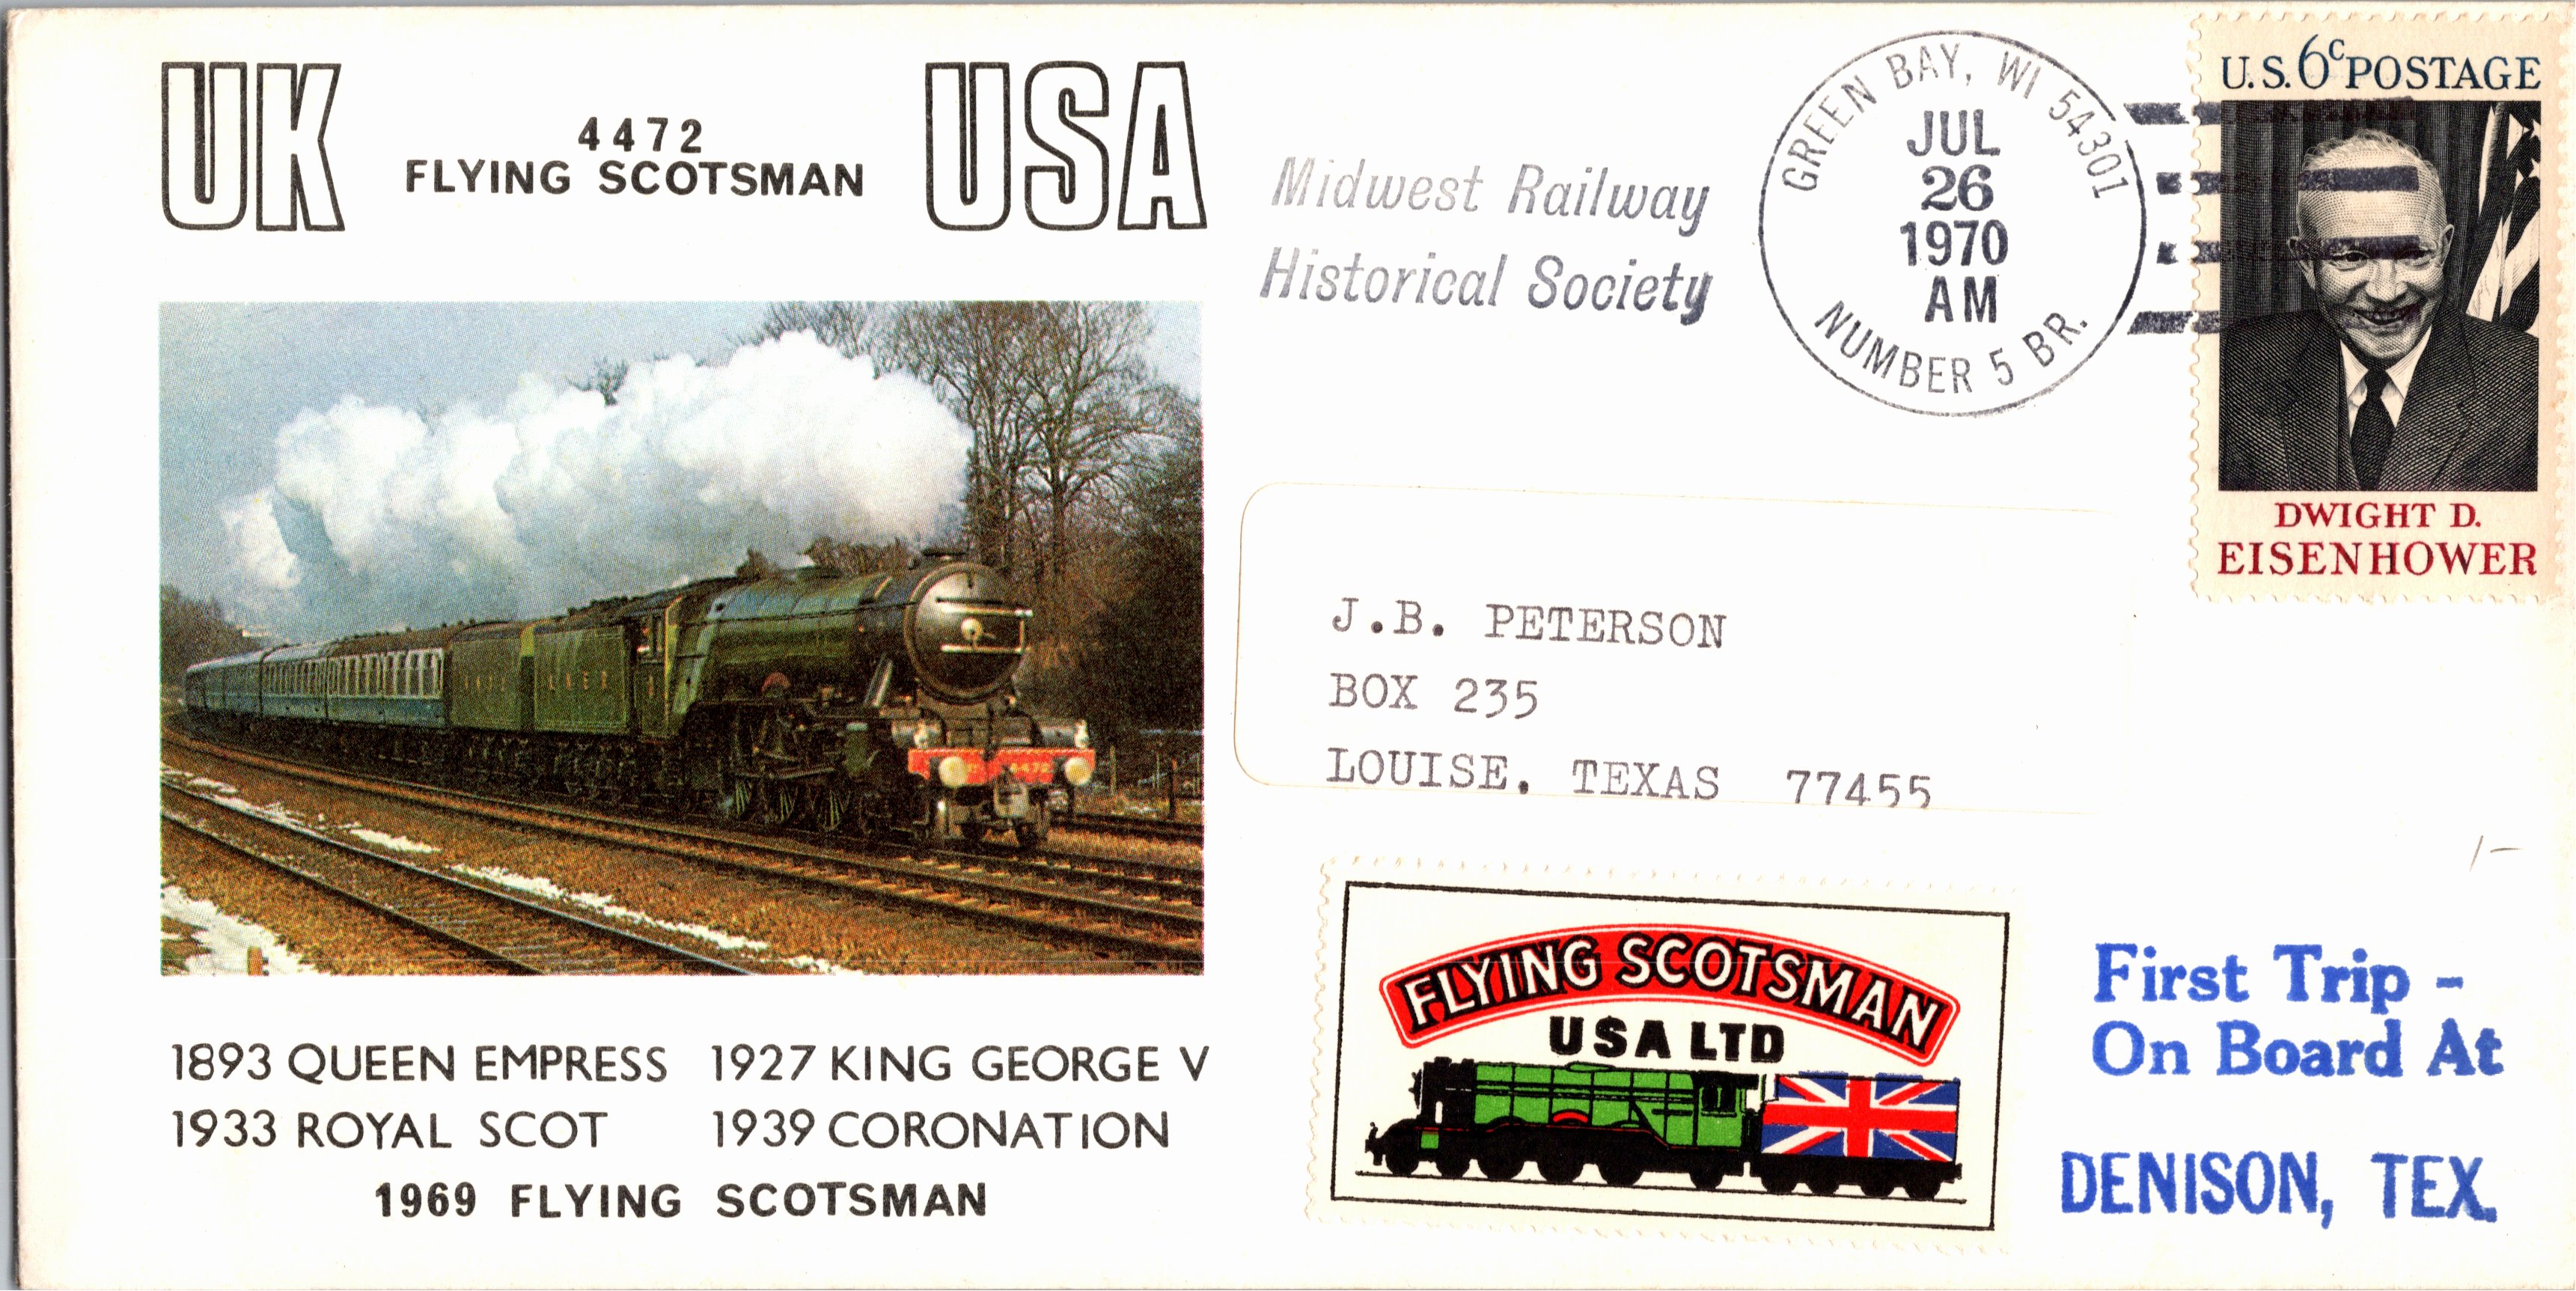 UK
4472
FLYING SCOTSMAN
USA
Midwest Railway
Historical Society
GREEN BAY, WI 54301
JUL
26
1970
AM
NUMBER 5 BR.
U.S. 6c POSTAGE
DWIGHT D.
EISENHOWER
4472
J.B. PETERSON
BOX 235
LOUISE, TEXAS 77455
1-
FLYING SCOTSMAN
USA LTD
First Trip -
On Board At
DENISON, TEX.
1893 QUEEN EMPRESS 1927 KING GEORGE V
1933 ROYAL SCOT 1939 CORONATION
1969 FLYING SCOTSMAN